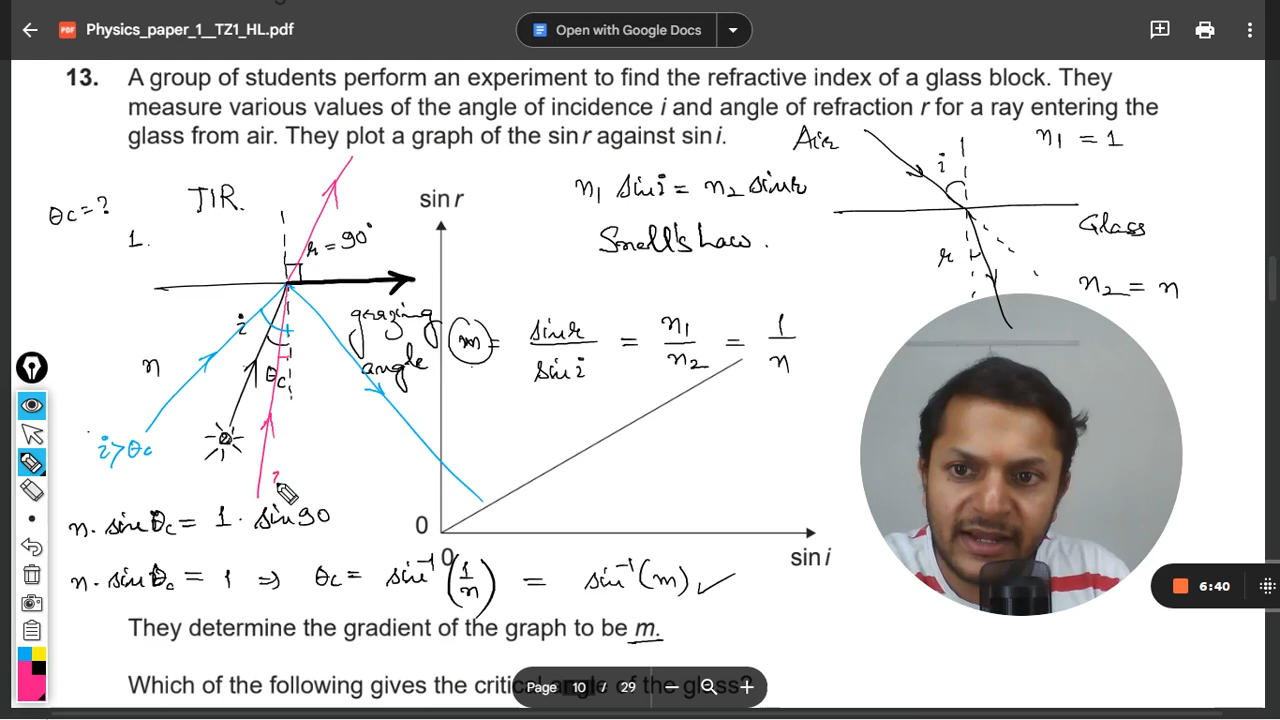 Physics_paper_1__TZ1_HL.pdf
Open with Google Docs
13. A group of students perform an experiment to find the refractive index of a glass block. They
measure various values of the angle of incidence i and angle of refraction r for a ray entering the
glass from air. They plot a graph of the sin r against sin i.
Air
n₁ = 1
i
TIR.
θc = ?
1.
sin r
n₁ sin i = n₂ sin r
Snell's Law.
Glass
r
n₂ = n
r = 90°
i
grazing
angle
m = sin r / sin i = n₁ / n₂ = 1 / n
n
θc
i > θc
n. sin θc = 1 . sin 90
0
0
sin i
n. sin θc = 1 ⇒ θc = sin⁻¹ (1/n) = sin⁻¹ (m) ✓
They determine the gradient of the graph to be m.
Which of the following gives the critical angle of the glass?
Page 10 / 29
6:40